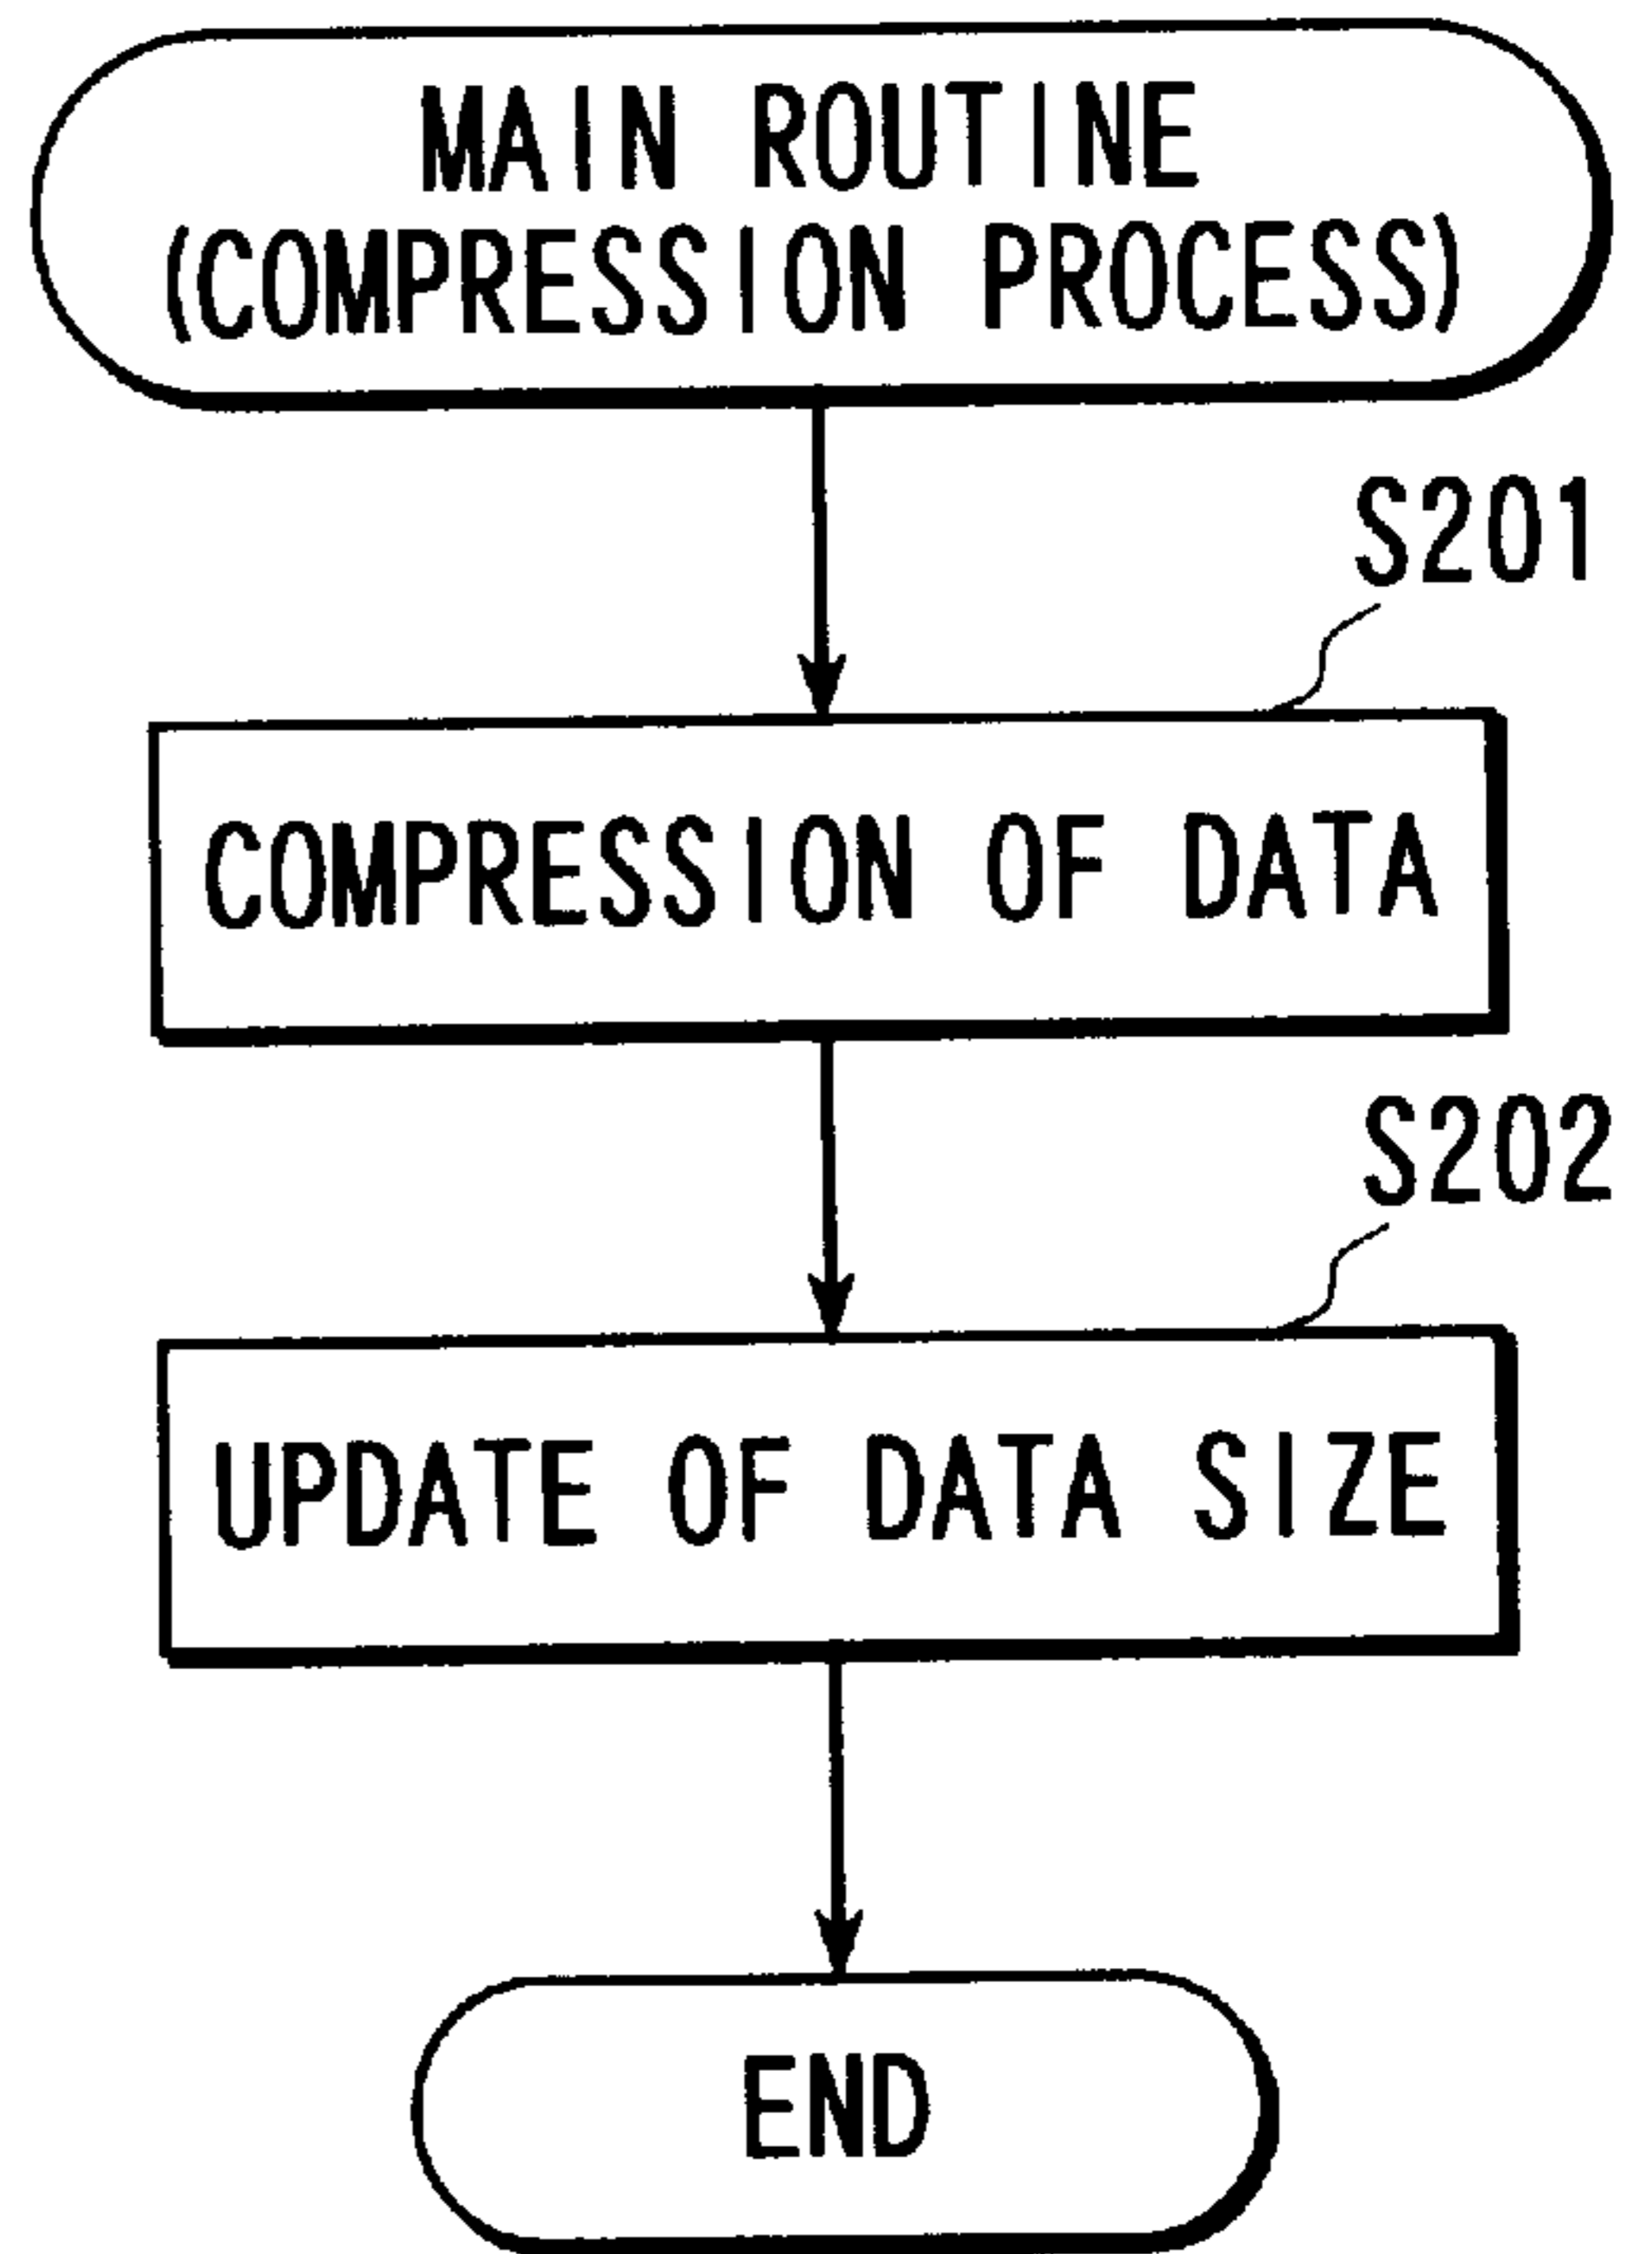 MAIN ROUTINE
(COMPRESSION PROCESS)
S201
COMPRESSION OF DATA
S202
UPDATE OF DATA SIZE
END